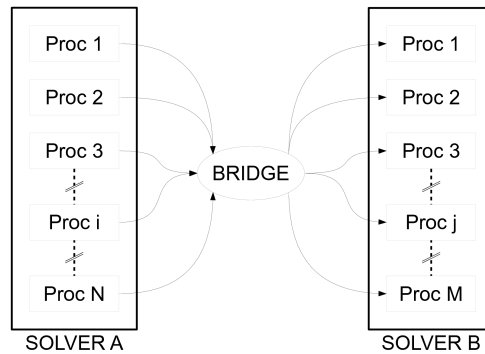 Proc 1
Proc 2
Proc 3
Proc i
Proc N
SOLVER A
BRIDGE
Proc 1
Proc 2
Proc 3
Proc j
Proc M
SOLVER B